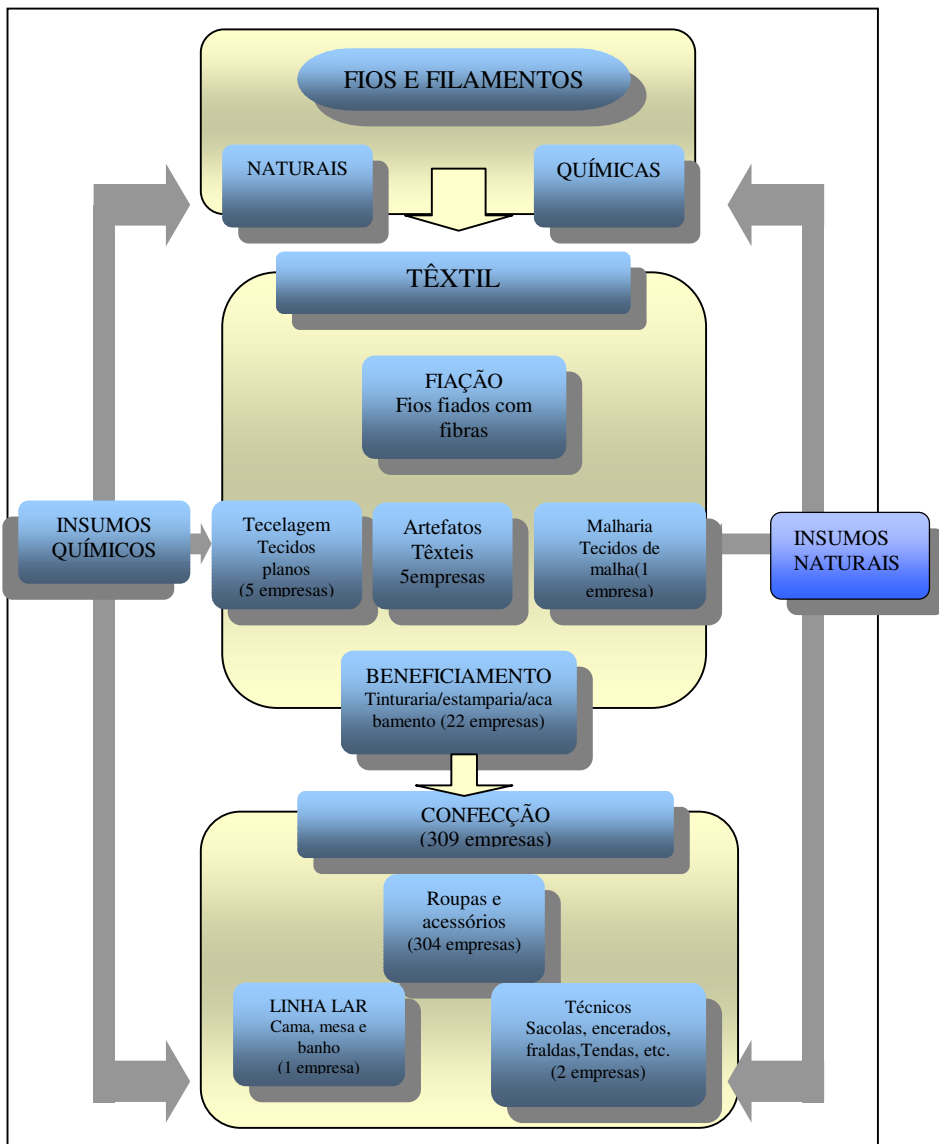 FIOS E FILAMENTOS
NATURAIS
QUÍMICAS
TÊXTIL
FIAÇÃO
Fios fiados com
fibras
INSUMOS
QUÍMICOS
Tecelagem
Tecidos
planos
(5 empresas)
Artefatos
Têxteis
5empresas
Malharia
Tecidos de
malha(1
empresa)
INSUMOS
NATURAIS
BENEFICIAMENTO
Tinturaria/estamparia/aca
bamento (22 empresas)
CONFECÇÃO
(309 empresas)
Roupas e
acessórios
(304 empresas)
LINHA LAR
Cama, mesa e
banho
(1 empresa)
Técnicos
Sacolas, encerados,
fraldas,Tendas, etc.
(2 empresas)